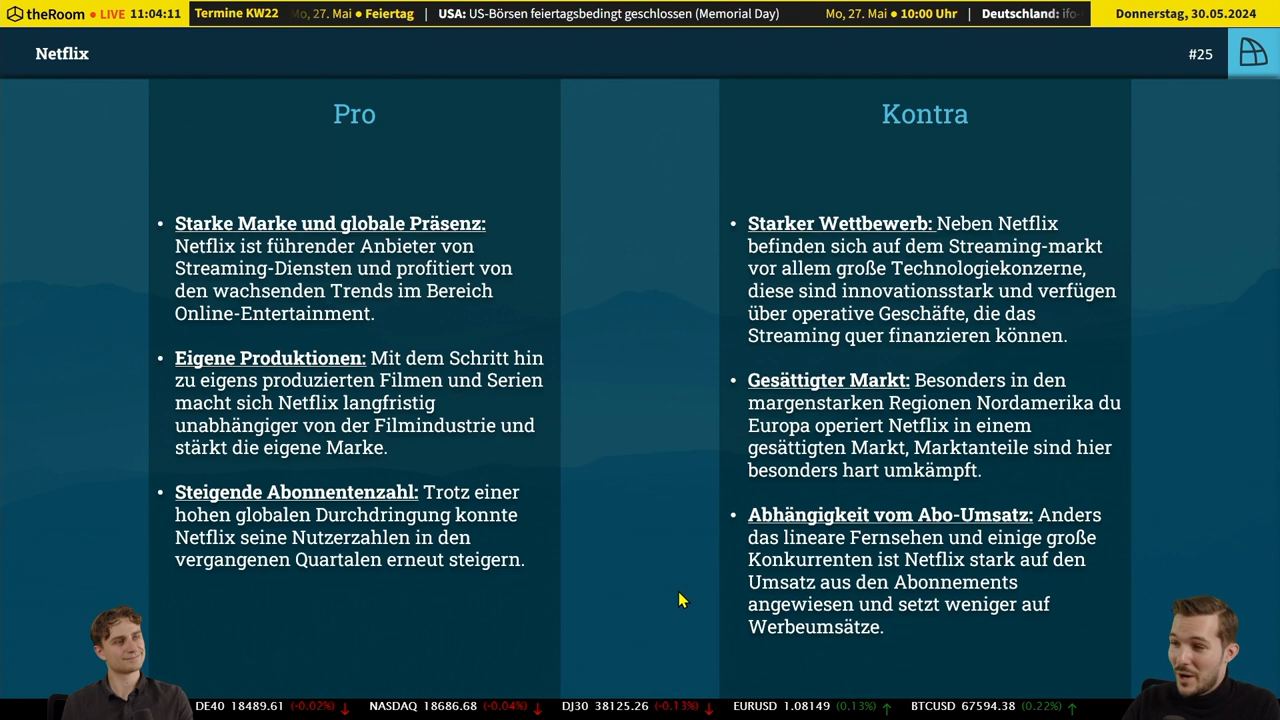 theRoom ● LIVE 11:04:11
Termine KW22
Mo, 27. Mai ● Feiertag | USA: US-Börsen feiertagsbedingt geschlossen (Memorial Day) Mo, 27. Mai ● 10:00 Uhr | Deutschland: ifo-
Donnerstag, 30.05.2024
Netflix
#25
Pro
• Starke Marke und globale Präsenz:
Netflix ist führender Anbieter von
Streaming-Diensten und profitiert von
den wachsenden Trends im Bereich
Online-Entertainment.
• Eigene Produktionen: Mit dem Schritt hin
zu eigens produzierten Filmen und Serien
macht sich Netflix langfristig
unabhängiger von der Filmindustrie und
stärkt die eigene Marke.
• Steigende Abonnentenzahl: Trotz einer
hohen globalen Durchdringung konnte
Netflix seine Nutzerzahlen in den
vergangenen Quartalen erneut steigern.
Kontra
• Starker Wettbewerb: Neben Netflix
befinden sich auf dem Streaming-markt
vor allem große Technologiekonzerne,
diese sind innovationsstark und verfügen
über operative Geschäfte, die das
Streaming quer finanzieren können.
• Gesättigter Markt: Besonders in den
margenstarken Regionen Nordamerika du
Europa operiert Netflix in einem
gesättigten Markt, Marktanteile sind hier
besonders hart umkämpft.
• Abhängigkeit vom Abo-Umsatz: Anders
das lineare Fernsehen und einige große
Konkurrenten ist Netflix stark auf den
Umsatz aus den Abonnements
angewiesen und setzt weniger auf
Werbeumsätze.
DE40 18489.61 (-0.02%) ↓ NASDAQ 18686.68 (-0.04%) ↓ DJ30 38125.26 (-0.13%) ↓ EURUSD 1.08149 (0.13%) ↑ BTCUSD 67594.38 (0.22%) ↑